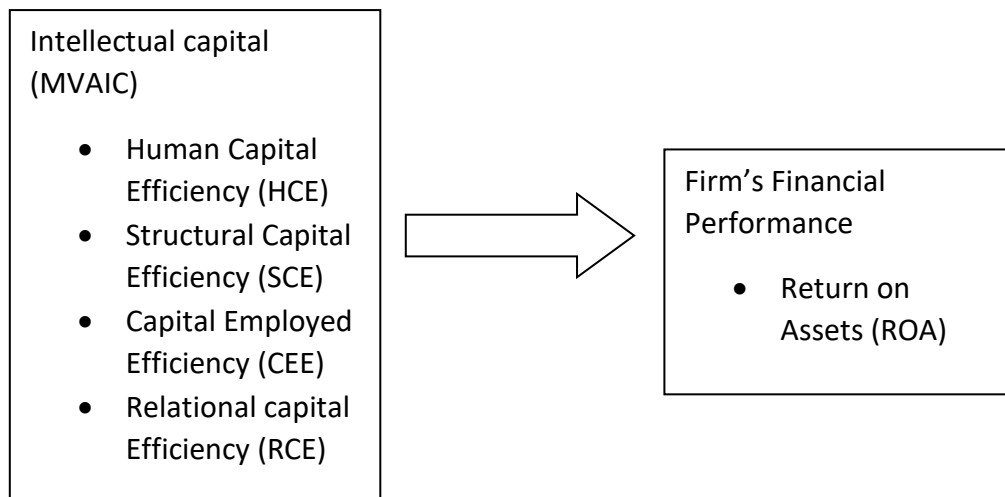 Intellectual capital
(MVAIC)
• Human Capital
Efficiency (HCE)
• Structural Capital
Efficiency (SCE)
• Capital Employed
Efficiency (CEE)
• Relational capital
Efficiency (RCE)
Firm’s Financial
Performance
• Return on
Assets (ROA)